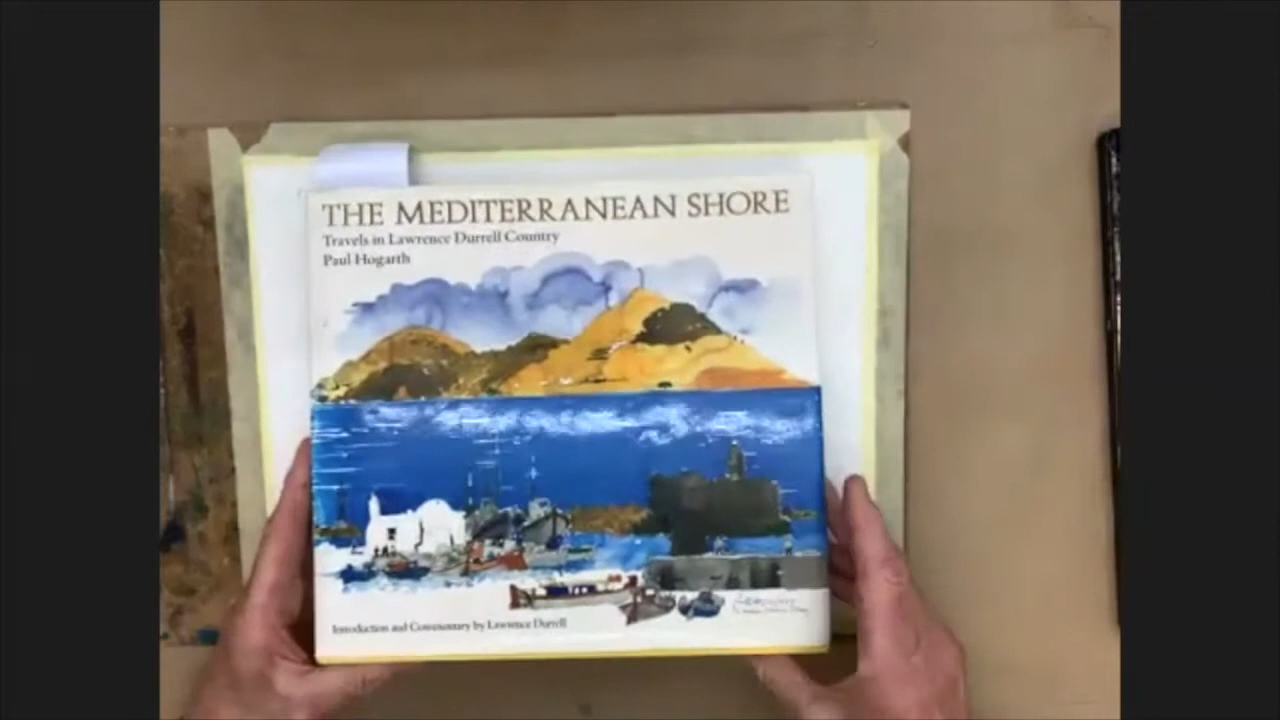 THE MEDITERRANEAN SHORE
Travels in Lawrence Durrell Country
Paul Hogarth
Introduction and Commentary by Lawrence Durrell